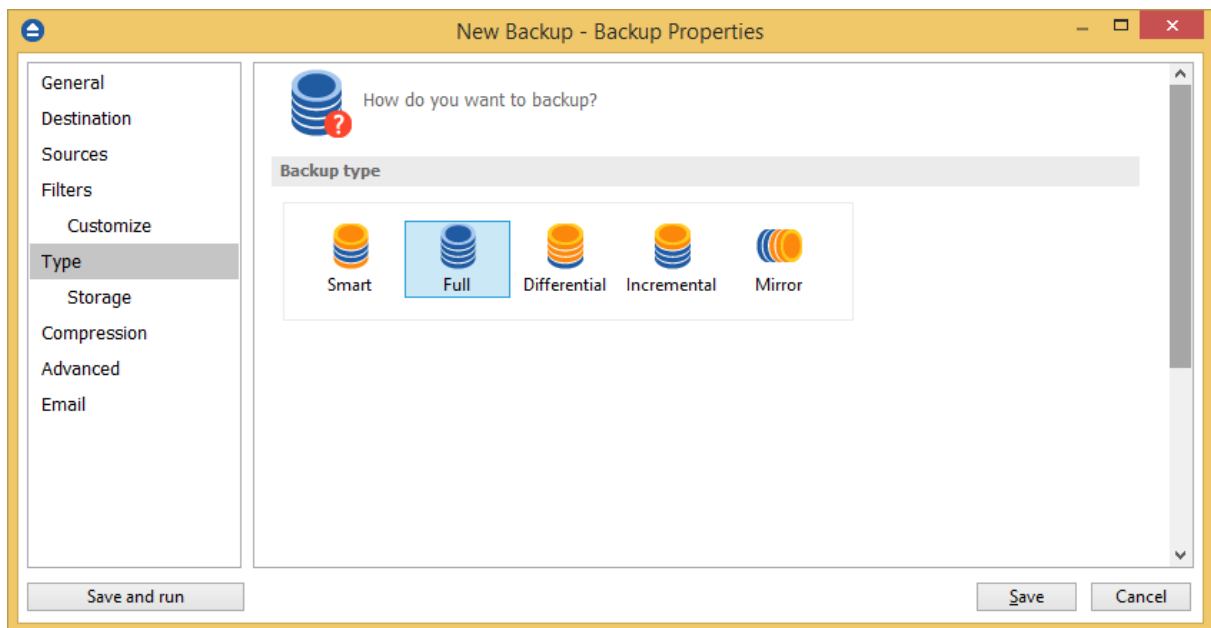 New Backup - Backup Properties
General
Destination
Sources
Filters
Customize
Type
Storage
Compression
Advanced
Email
How do you want to backup?
Backup type
Smart Full Differential Incremental Mirror
Save and run Save Cancel